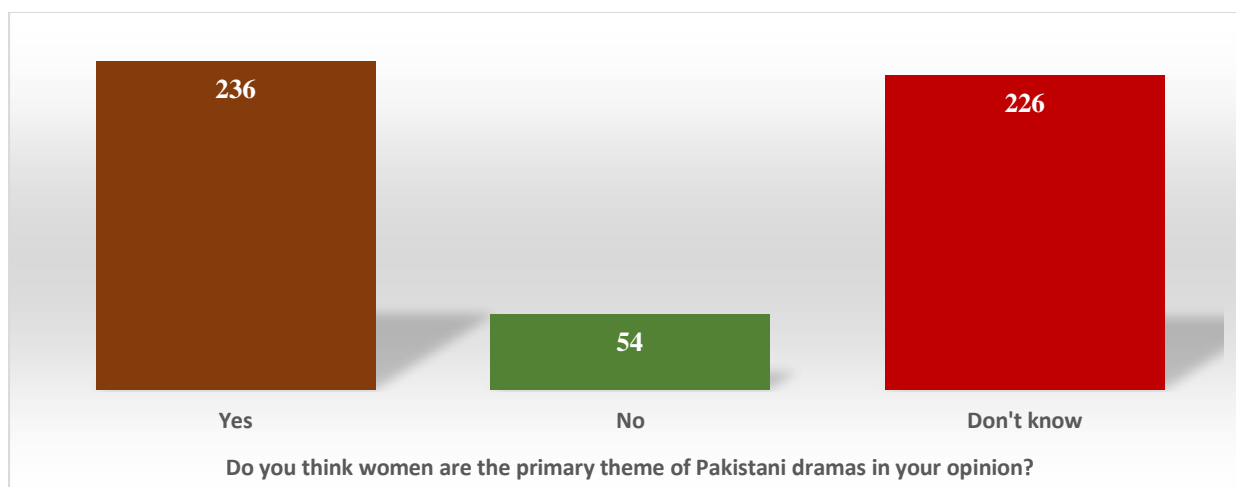 236
54
226
Yes
No
Don't know
Do you think women are the primary theme of Pakistani dramas in your opinion?